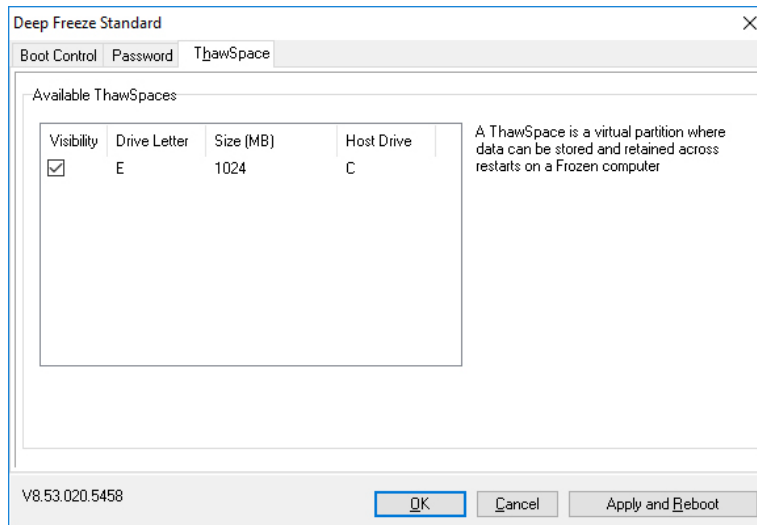 Deep Freeze Standard
Boot Control Password ThawSpace
Available ThawSpaces
Visibility Drive Letter Size (MB) Host Drive
E 1024 C
A ThawSpace is a virtual partition where
data can be stored and retained across
restarts on a Frozen computer
V8.53.020.5458
OK Cancel Apply and Reboot